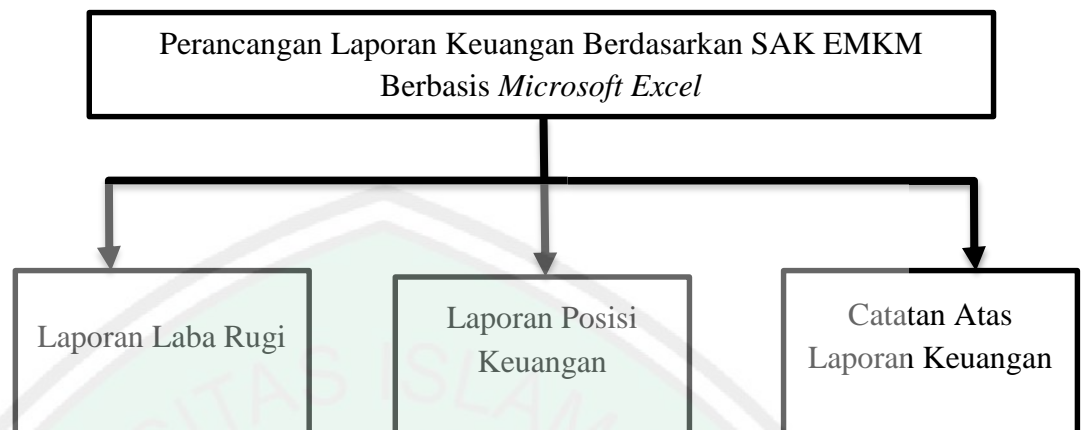 Perancangan Laporan Keuangan Berdasarkan SAK EMKM
Berbasis Microsoft Excel
Laporan Laba Rugi
Laporan Posisi
Keuangan
Catatan Atas
Laporan Keuangan